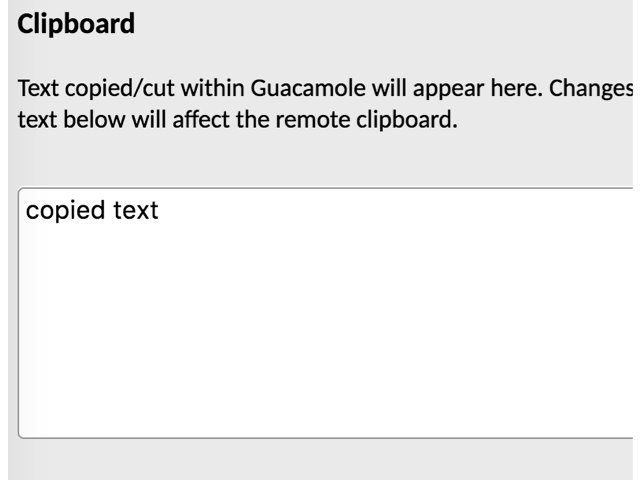 Clipboard
Text copied/cut within Guacamole will appear here. Changes
text below will affect the remote clipboard.
copied text